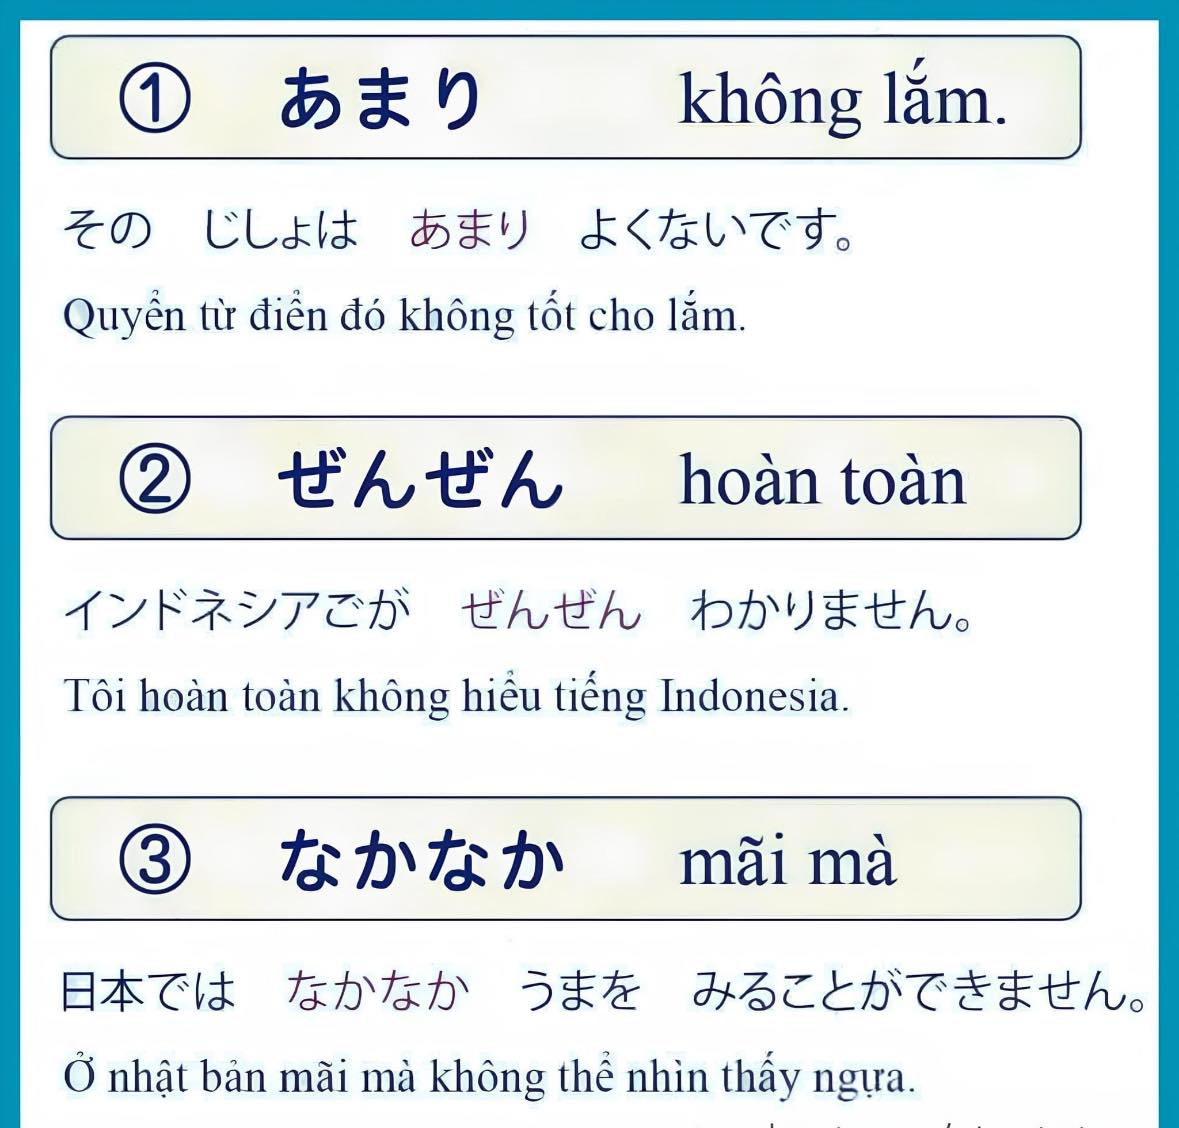 ① あまり không lắm.
その じしょは あまり よくないです。
Quyển từ điển đó không tốt cho lắm.
② ぜんぜん hoàn toàn
インドネシアごが ぜんぜん わかりません。
Tôi hoàn toàn không hiểu tiếng Indonesia.
③ なかなか mãi mà
日本では なかなか うまを みることができません。
Ở nhật bản mãi mà không thể nhìn thấy ngựa.